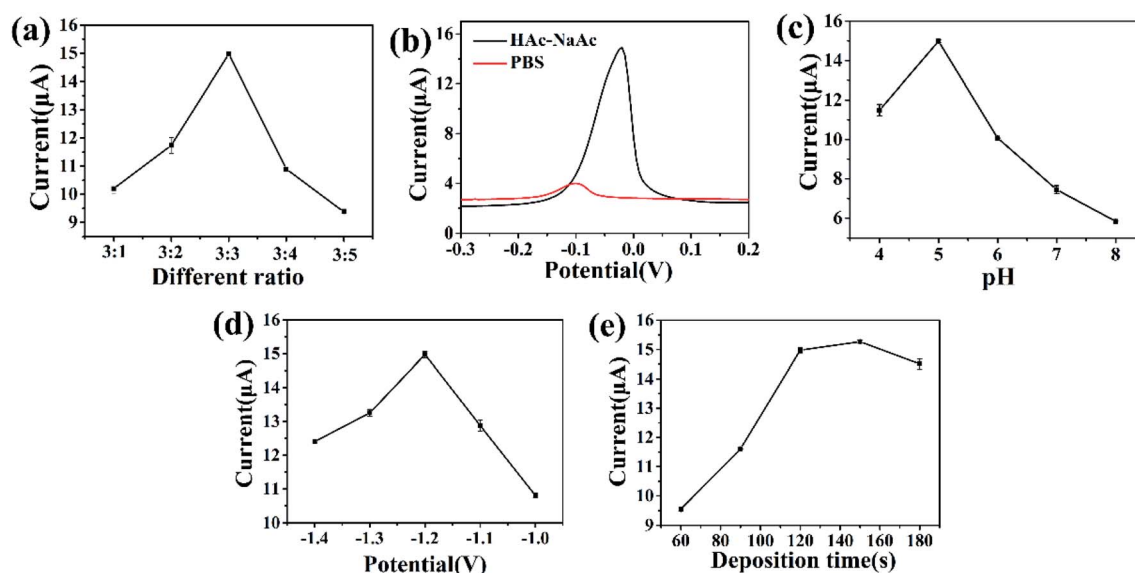 (a)
Current(μA)
16
15
14
13
12
11
10
9
3:1 3:2 3:3 3:4 3:5
Different ratio
(b)
HAc-NaAc
PBS
Current(μA)
16
12
8
4
0
-0.3 -0.2 -0.1 0.0 0.1 0.2
Potential(V)
(c)
Current(μA)
16
14
12
10
8
6
4 5 6 7 8
pH
(d)
Current(μA)
16
15
14
13
12
11
10
-1.4 -1.3 -1.2 -1.1 -1.0
Potential(V)
(e)
Current(μA)
16
15
14
13
12
11
10
9
60 80 100 120 140 160 180
Deposition time(s)